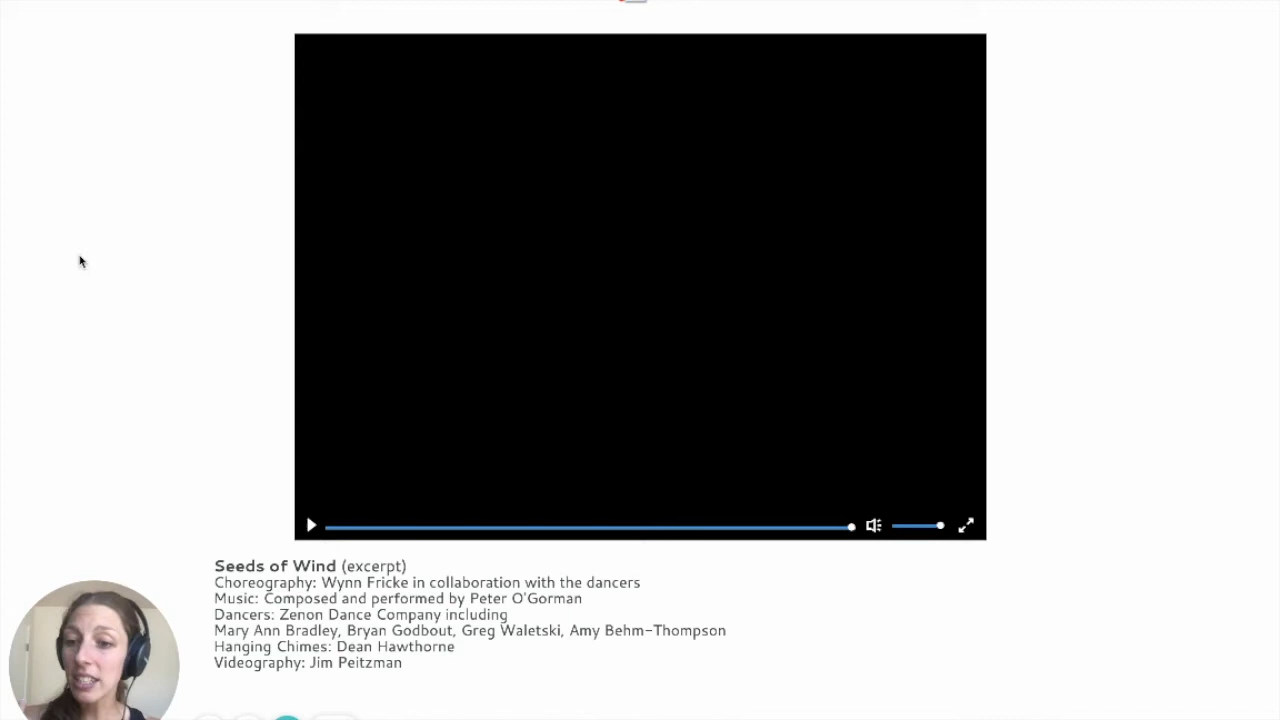 Seeds of Wind (excerpt)
Choreography: Wynn Fricke in collaboration with the dancers
Music: Composed and performed by Peter O'Gorman
Dancers: Zenon Dance Company including
Mary Ann Bradley, Bryan Godbout, Greg Waletski, Amy Behm-Thompson
Hanging Chimes: Dean Hawthorne
Videography: Jim Peitzman